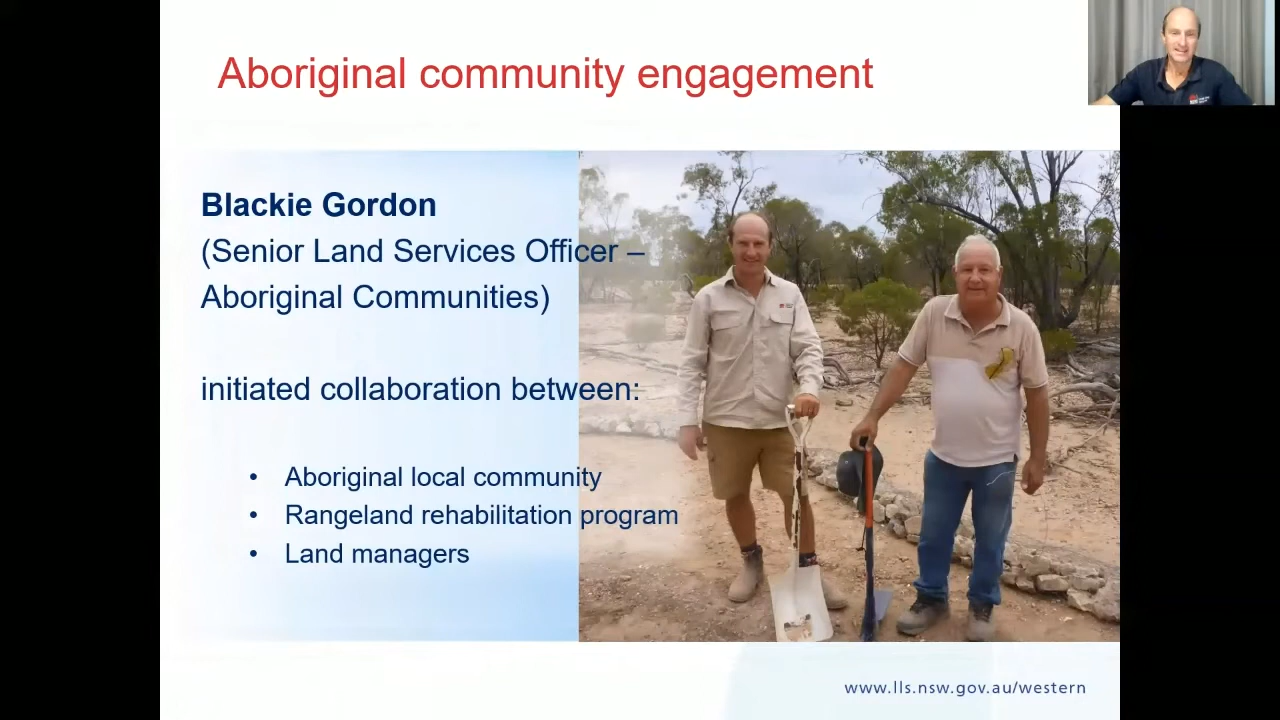 Aboriginal community engagement
Blackie Gordon
(Senior Land Services Officer –
Aboriginal Communities)
initiated collaboration between:
• Aboriginal local community
• Rangeland rehabilitation program
• Land managers
www.lls.nsw.gov.au/western